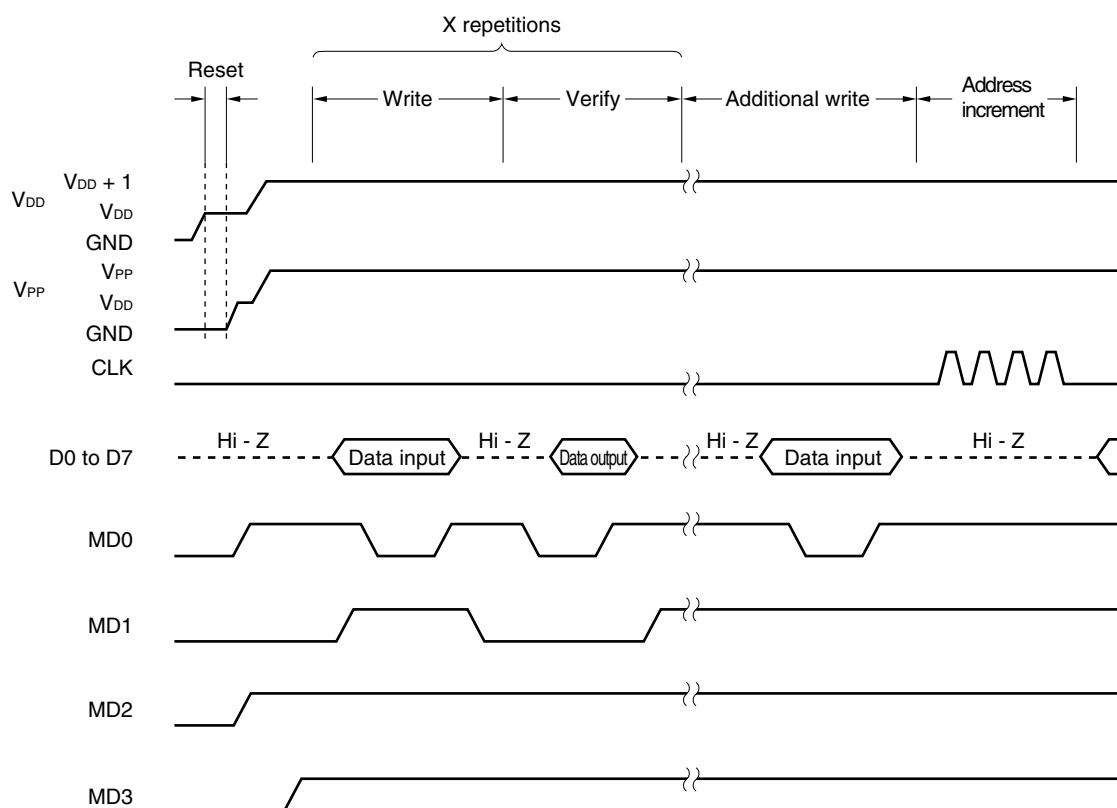 X repetitions
Reset
Write
Verify
Additional write
Address
increment
VDD
VDD + 1
VDD
GND
VPP
VPP
VDD
GND
CLK
D0 to D7
Hi - Z
Data input
Hi - Z
Data output
Hi - Z
Data input
Hi - Z
MD0
MD1
MD2
MD3